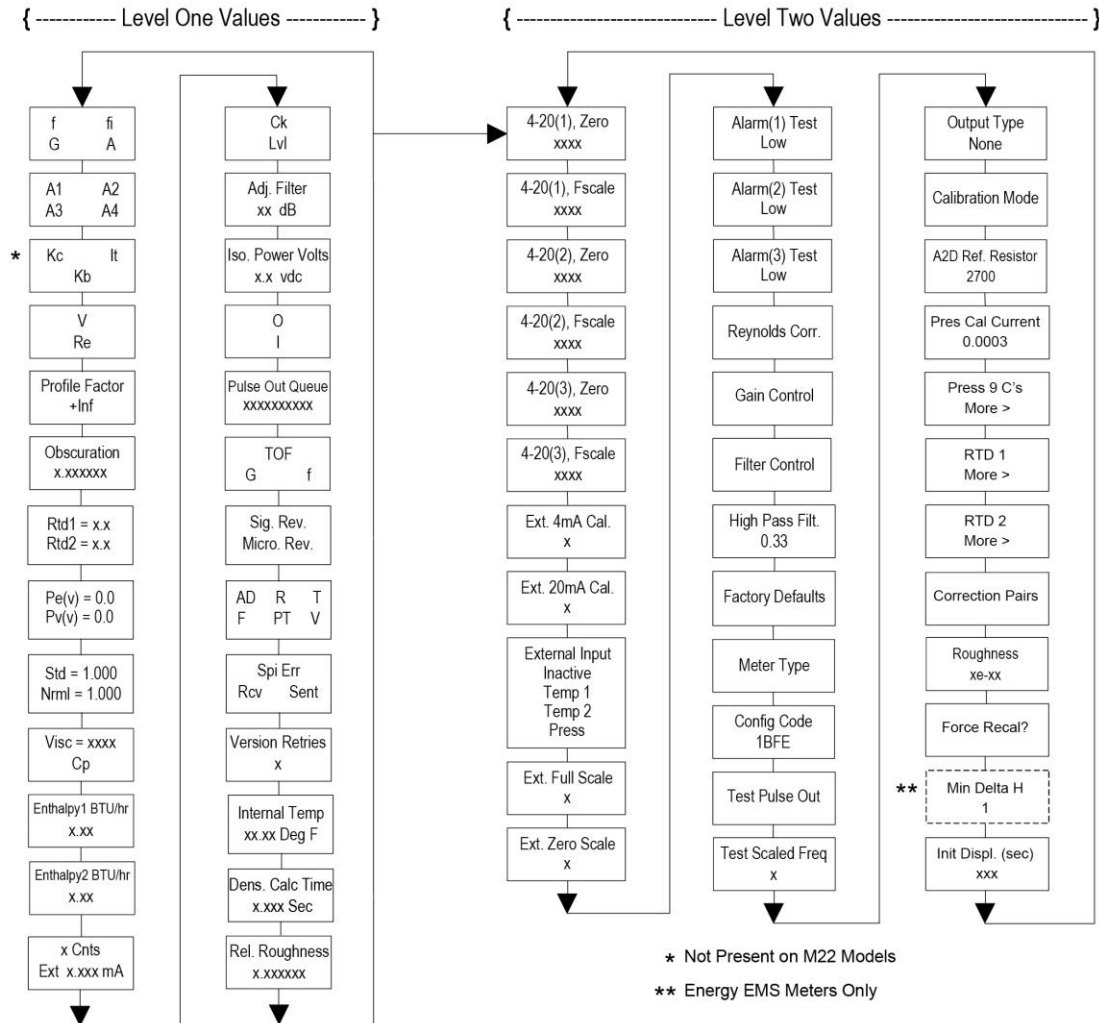 { ------------ Level One Values ------------ }
{ ------------------------------ Level Two Values ------------------------------ }
f fi
G A
A1 A2
A3 A4
* Kc It
Kb
V
Re
Profile Factor
+Inf
Obscuration
x.xxxxxx
Rtd1 = x.x
Rtd2 = x.x
Pe(v) = 0.0
Pv(v) = 0.0
Std = 1.000
Nrml = 1.000
Visc = xxxx
Cp
Enthalpy1 BTU/hr
x.xx
Enthalpy2 BTU/hr
x.xx
x Cnts
Ext x.xxx mA
Ck
Lvl
Adj. Filter
xx dB
Iso. Power Volts
x.x vdc
O
I
Pulse Out Queue
xxxxxxxxxx
TOF
G f
Sig. Rev.
Micro. Rev.
AD R T
F PT V
Spi Err
Rcv Sent
Version Retries
x
Internal Temp
xx.xx Deg F
Dens. Calc Time
x.xxx Sec
Rel. Roughness
x.xxxxxx
4-20(1), Zero
xxxx
4-20(1), Fscale
xxxx
4-20(2), Zero
xxxx
4-20(2), Fscale
xxxx
4-20(3), Zero
xxxx
4-20(3), Fscale
xxxx
Ext. 4mA Cal.
x
Ext. 20mA Cal.
x
External Input
Inactive
Temp 1
Temp 2
Press
Ext. Full Scale
x
Ext. Zero Scale
x
Alarm(1) Test
Low
Alarm(2) Test
Low
Alarm(3) Test
Low
Reynolds Corr.
Gain Control
Filter Control
High Pass Filt.
0.33
Factory Defaults
Meter Type
Config Code
1BFE
Test Pulse Out
Test Scaled Freq
x
Output Type
None
Calibration Mode
A2D Ref. Resistor
2700
Pres Cal Current
0.0003
Press 9 C's
More >
RTD 1
More >
RTD 2
More >
Correction Pairs
Roughness
xe-xx
Force Recal?
** Min Delta H
1
Init Displ. (sec)
xxx
* Not Present on M22 Models
** Energy EMS Meters Only